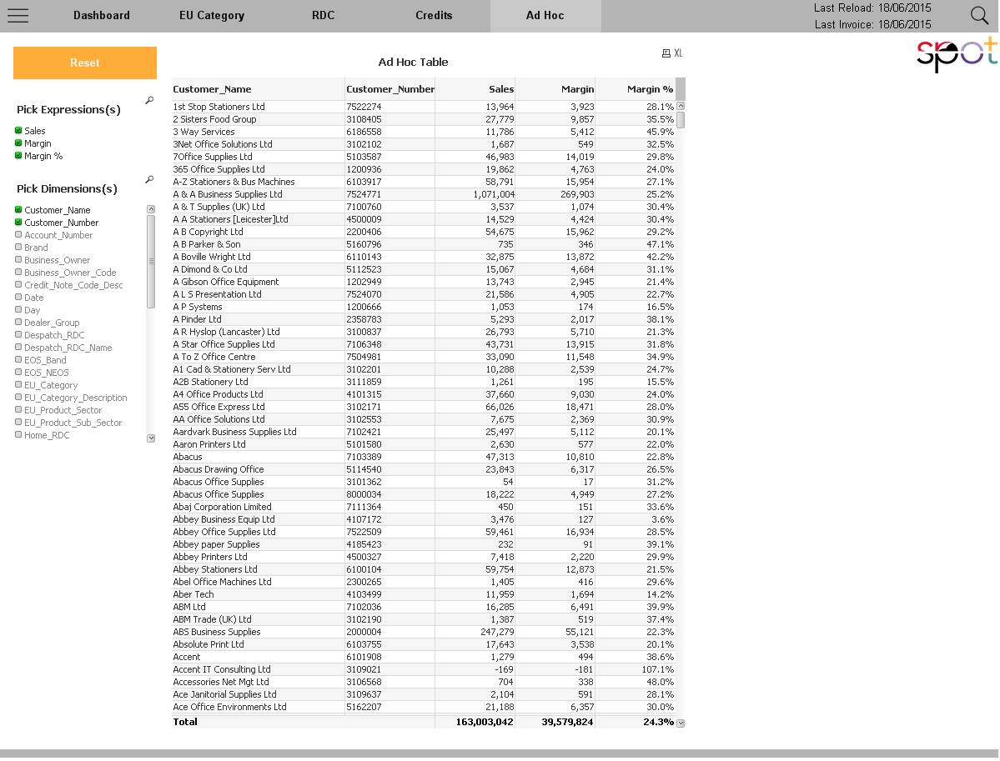 Dashboard EU Category RDC Credits Ad Hoc Last Reload: 18/06/2015
Last Invoice: 18/06/2015
spot
Reset
Pick Expressions(s)
Sales
Margin
Margin %
Pick Dimensions(s)
Customer_Name
Customer_Number
Account_Number
Brand
Business_Owner
Business_Owner_Code
Credit_Note_Code_Desc
Date
Day
Dealer_Group
Despatch_RDC
Despatch_RDC_Name
EOS_Band
EOS_NEOS
EU_Category
EU_Category_Description
EU_Product_Sector
EU_Product_Sub_Sector
Home_RDC
Ad Hoc Table
XL
Customer_Name Customer_Number Sales Margin Margin %
1st Stop Stationers Ltd 7522274 13,964 3,923 28.1%
2 Sisters Food Group 3108405 27,779 9,857 35.5%
3 Way Services 6186558 11,786 5,412 45.9%
3Net Office Solutions Ltd 3102102 1,687 549 32.5%
7Office Supplies Ltd 5103587 46,983 14,019 29.8%
365 Office Supplies Ltd 1200936 19,862 4,763 24.0%
A-Z Stationers & Bus Machines 6103917 58,791 15,954 27.1%
A & A Business Supplies Ltd 7524771 1,071,004 269,903 25.2%
A & T Supplies (UK) Ltd 7100760 3,537 1,074 30.4%
A A Stationers [Leicester]Ltd 4500009 14,529 4,424 30.4%
A B Copyright Ltd 2200406 54,675 15,962 29.2%
A B Parker & Son 5160796 735 346 47.1%
A Boville Wright Ltd 6110143 32,875 13,872 42.2%
A Dimond & Co Ltd 5112523 15,067 4,684 31.1%
A Gibson Office Equipment 1202949 13,743 2,945 21.4%
A L S Presentation Ltd 7524070 21,586 4,905 22.7%
A P Systems 1200666 1,053 174 16.5%
A Pinder Ltd 2358783 5,293 2,017 38.1%
A R Hyslop (Lancaster) Ltd 3100837 26,793 5,710 21.3%
A Star Office Supplies Ltd 7106348 43,731 13,915 31.8%
A To Z Office Centre 7504981 33,090 11,548 34.9%
A1 Cad & Stationery Serv Ltd 3102201 10,288 2,539 24.7%
A2B Stationery Ltd 3111859 1,261 195 15.5%
A4 Office Products Ltd 4101315 37,660 9,030 24.0%
A55 Office Express Ltd 3102171 66,026 18,471 28.0%
AA Office Solutions Ltd 3102553 7,675 2,369 30.9%
Aardvark Business Supplies Ltd 7102421 25,497 5,112 20.1%
Aaron Printers Ltd 5101580 2,630 577 22.0%
Abacus 7103389 47,313 10,810 22.8%
Abacus Drawing Office 5114540 23,843 6,317 26.5%
Abacus Office Supplies 3101362 54 17 31.2%
Abacus Office Supplies 8000034 18,222 4,949 27.2%
Abaj Corporation Limited 7111364 450 151 33.6%
Abbey Business Equip Ltd 4107172 3,476 127 3.6%
Abbey Office Supplies Ltd 7522509 59,461 16,934 28.5%
Abbey paper Supplies 4185423 232 91 39.1%
Abbey Printers Ltd 4500327 7,418 2,220 29.9%
Abbey Stationers Ltd 6100104 59,754 12,873 21.5%
Abel Office Machines Ltd 2300265 1,405 416 29.6%
Aber Tech 4103499 11,959 1,694 14.2%
ABM Ltd 7102036 16,285 6,491 39.9%
ABM Trade (UK) Ltd 3102190 1,387 519 37.4%
ABS Business Supplies 2000004 247,279 55,121 22.3%
Absolute Print Ltd 6103755 17,643 3,538 20.1%
Accent 6101908 1,279 494 38.6%
Accent IT Consulting Ltd 3109021 -169 -181 107.1%
Accessories Net Mgt Ltd 3106568 704 338 48.0%
Ace Janitorial Supplies Ltd 3109637 2,104 591 28.1%
Ace Office Environments Ltd 5162207 21,188 6,357 30.0%
Total 163,003,042 39,579,824 24.3%